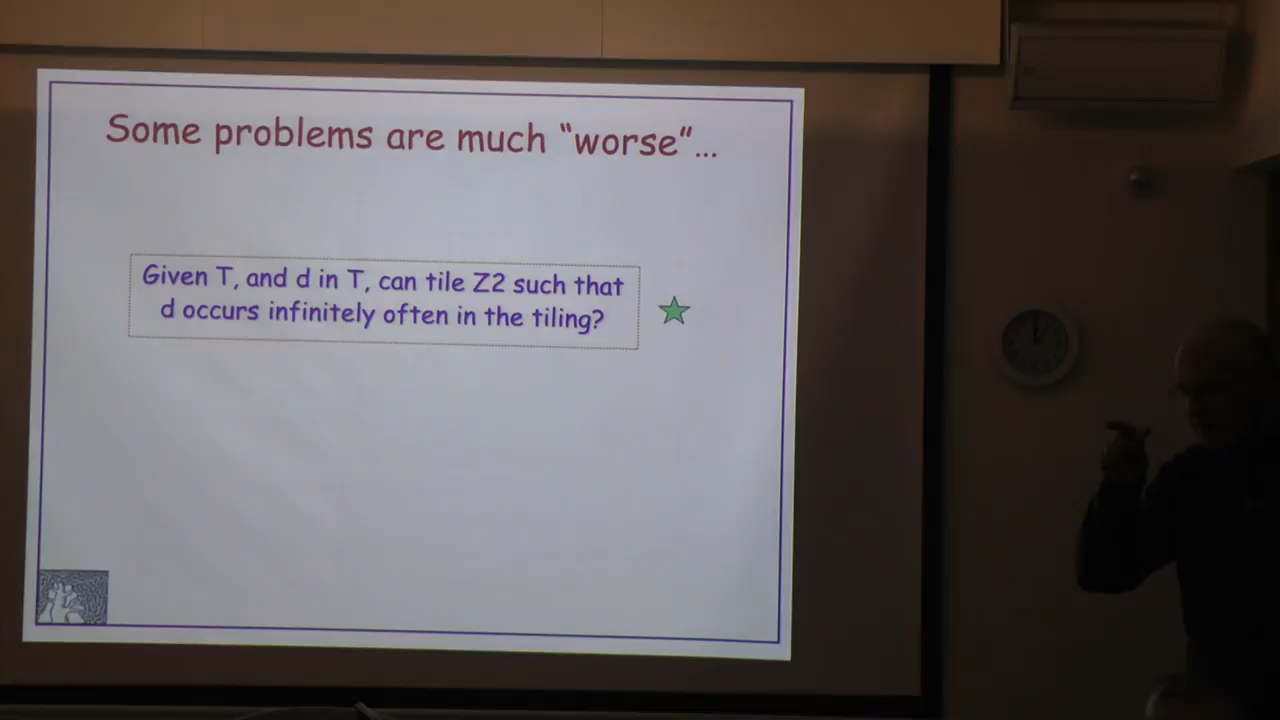 Some problems are much “worse”...
Given T, and d in T, can tile Z2 such that
d occurs infinitely often in the tiling?